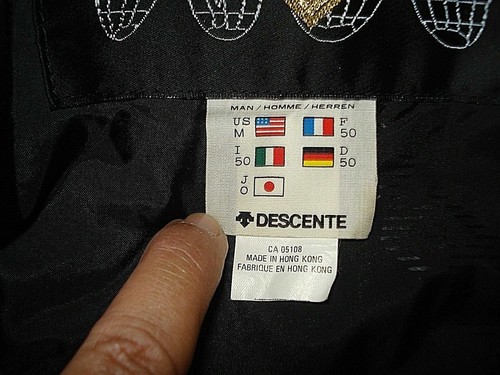 MAN / HOMME / HERREN
US M F 50
I 50 D 50
J O
DESCENTE
CA 05108
MADE IN HONG KONG
FABRIQUE EN HONG KONG